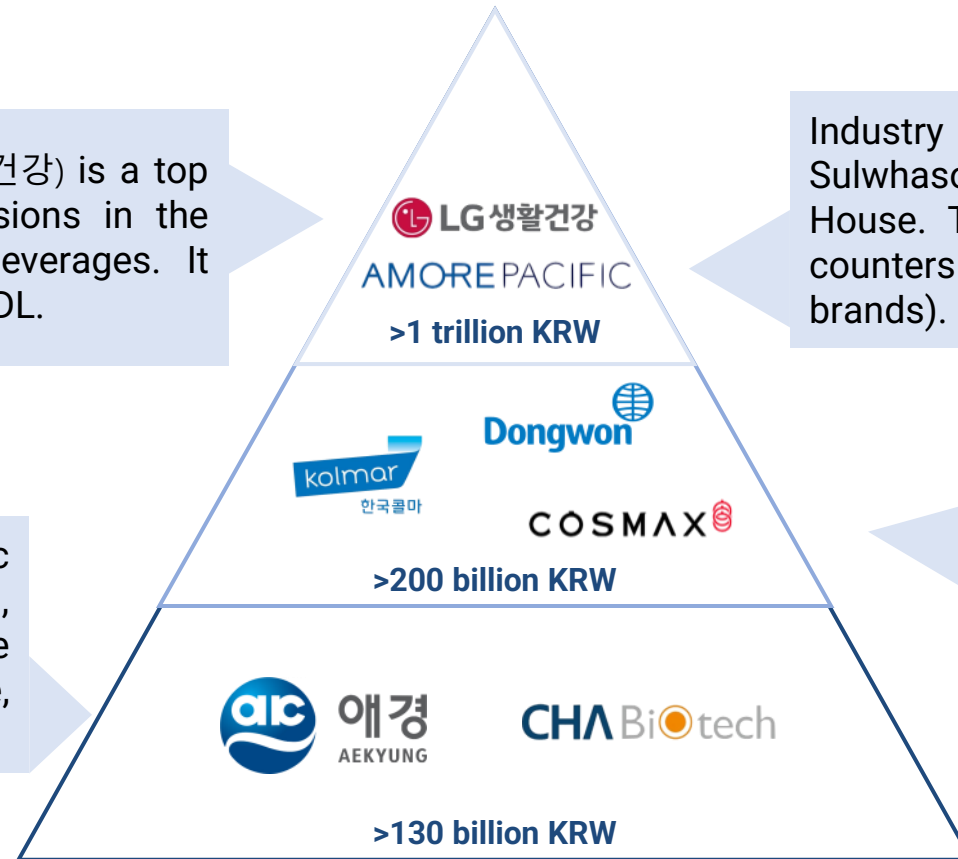 건강) is a top
sions in the
everages. It
DL.
Industry
Sulwhaso
House. T
counters
brands).
LG생활건강
AMOREPACIFIC
>1 trillion KRW
Dongwon
kolmar
한국콜마
COSMAX
>200 billion KRW
c
,
e
,
애경
AEKYUNG
CHA Biotech
>130 billion KRW